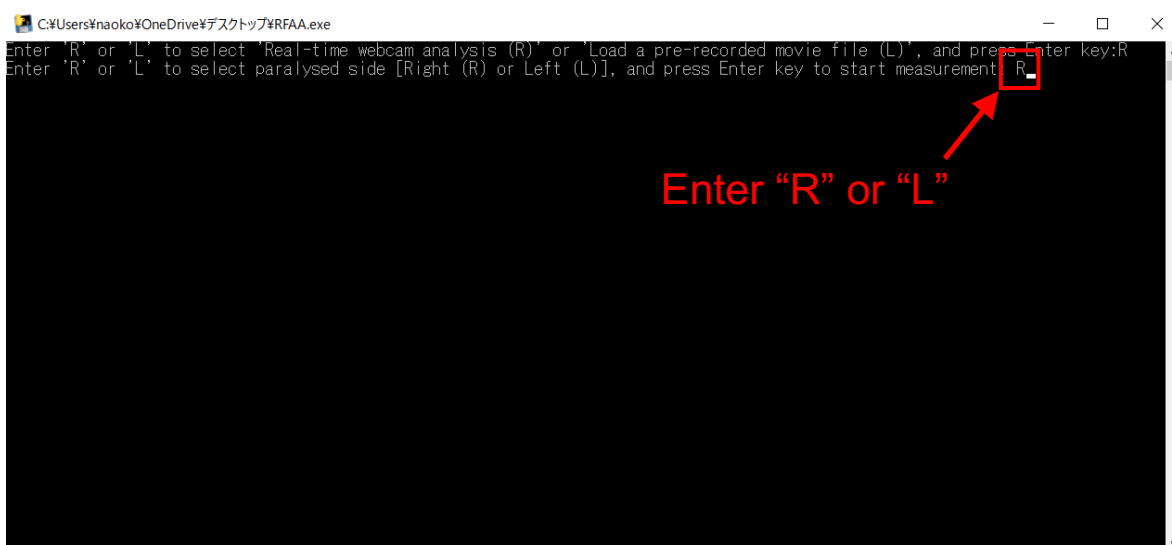 C:¥Users¥naoko¥OneDrive¥デスクトップ¥RFAA.exe
Enter 'R' or 'L' to select 'Real-time webcam analysis (R)' or 'Load a pre-recorded movie file (L)', and press Enter key:R
Enter 'R' or 'L' to select paralysed side [Right (R) or Left (L)], and press Enter key to start measurement: R
Enter “R” or “L”